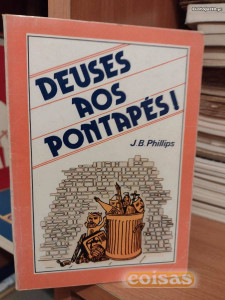 DEUSES
AOS
PONTAPÉS!
J.B. Phillips
coisas